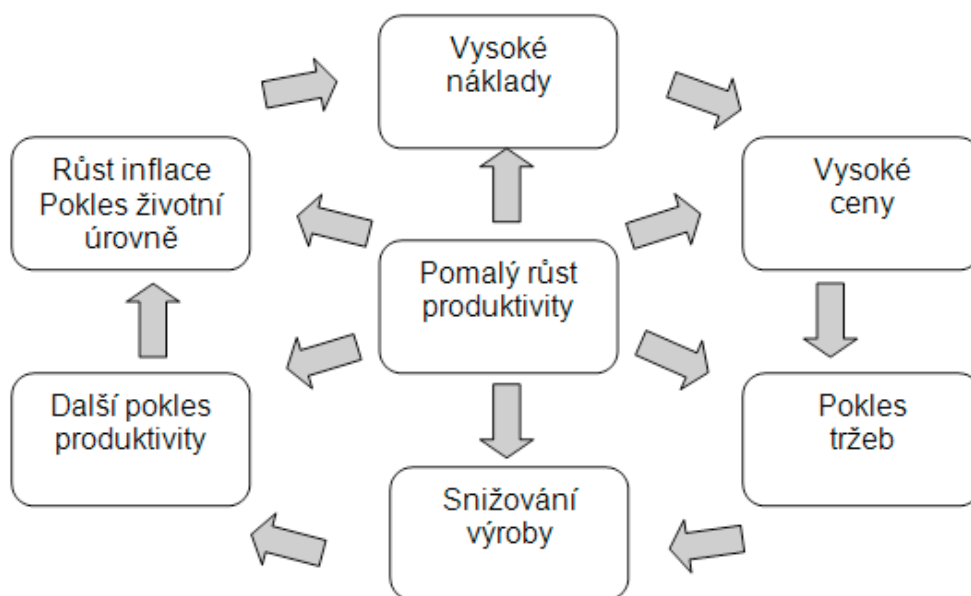 Vysoké
náklady
Růst inflace
Pokles životní
úrovně
Vysoké
ceny
Pomalý růst
produktivity
Další pokles
produktivity
Pokles
tržeb
Snižování
výroby